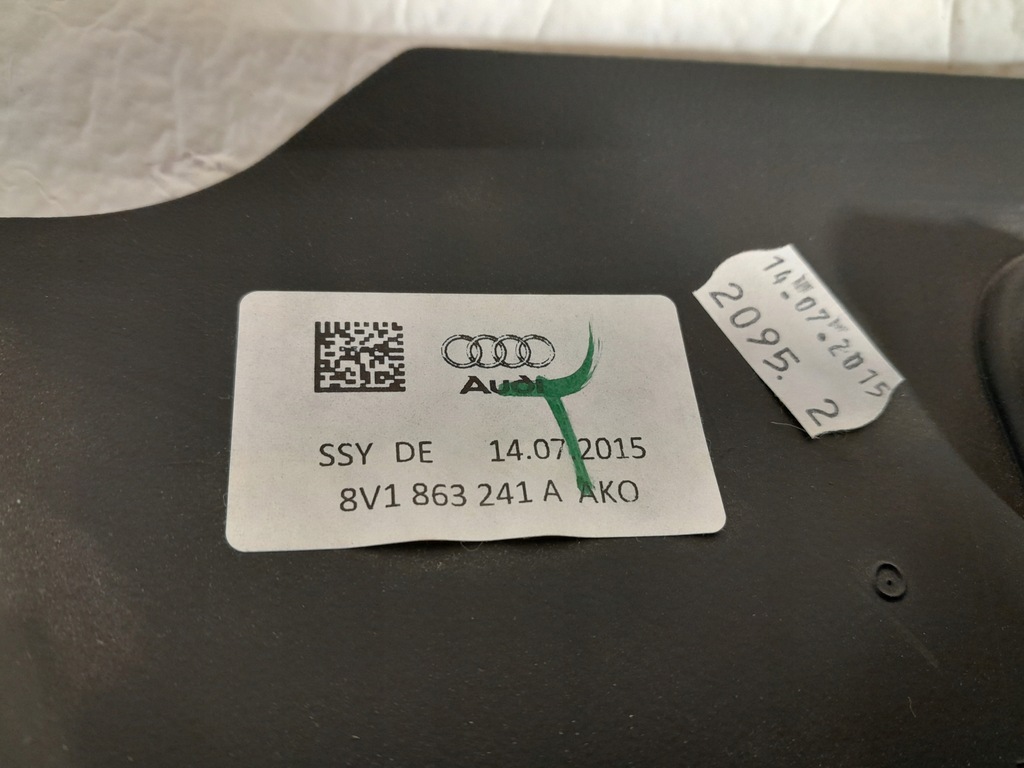 Audi
SSY DE 14.07.2015
8V1 863 241 A AKO
14.07.2015
2095. 2